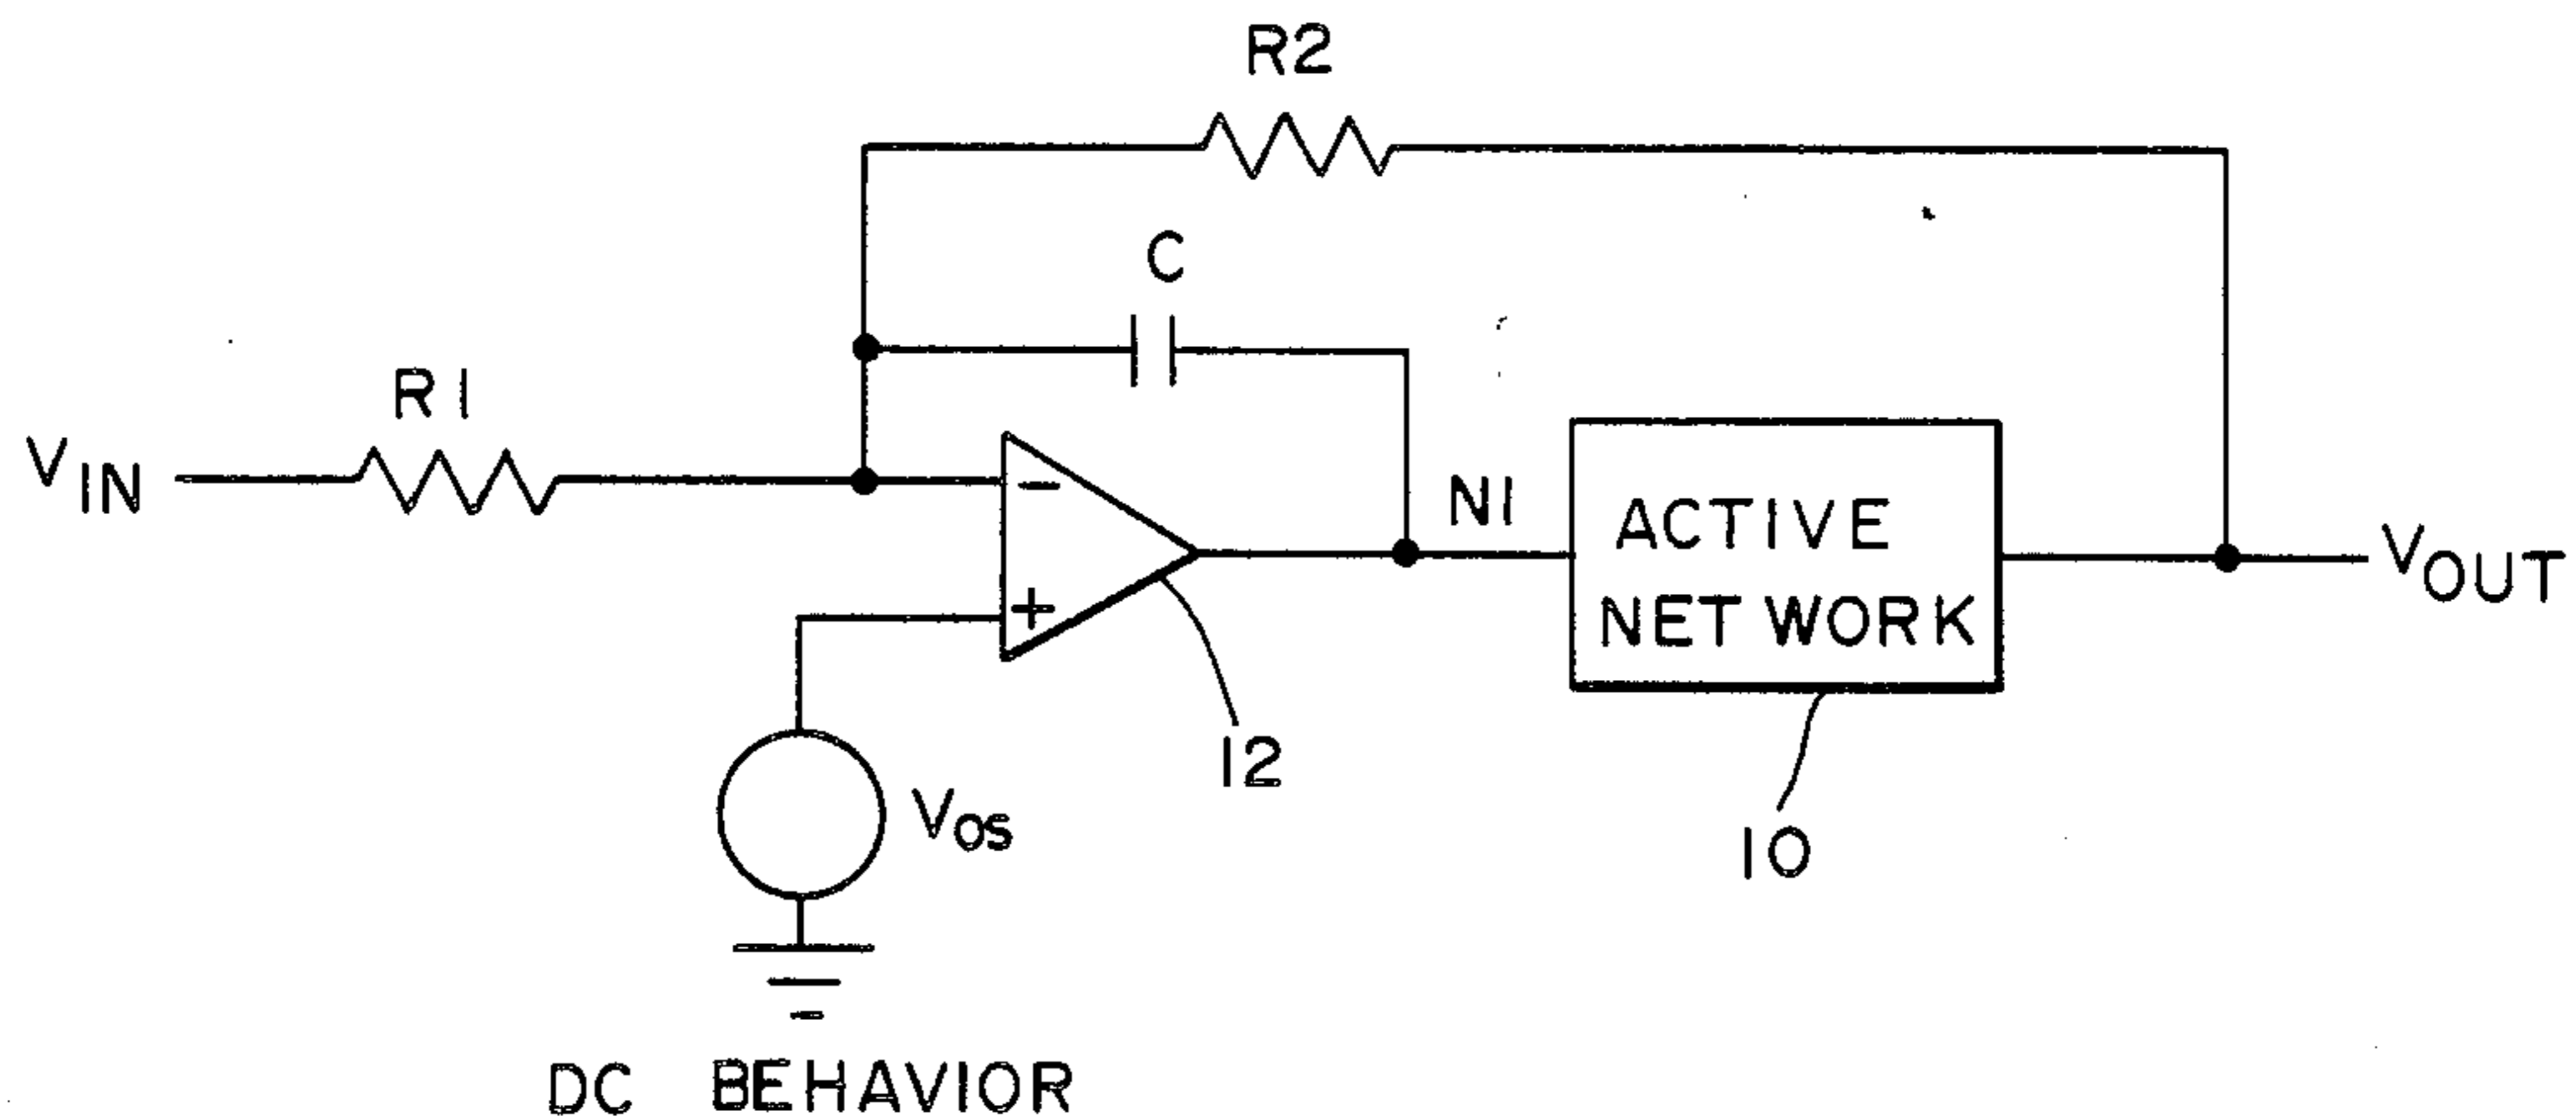 R2
C
R1
VIN
-
N1
ACTIVE
NETWORK
VOUT
+
12
VOS
10
DC BEHAVIOR